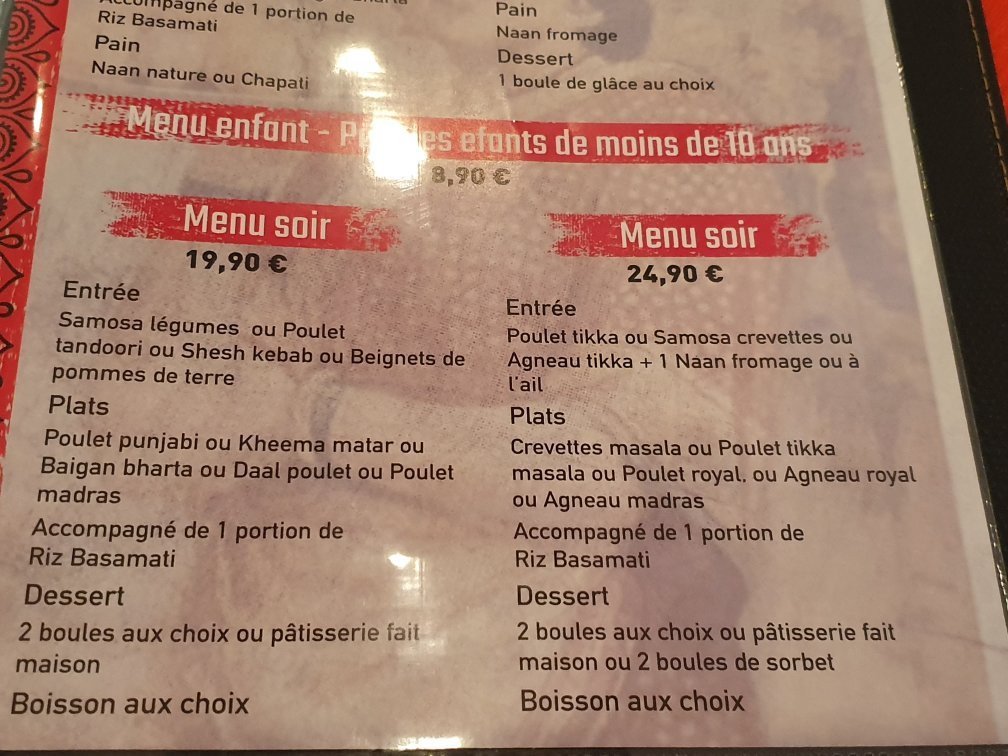 Accompagné de 1 portion de
Riz Basamati
Pain
Naan nature ou Chapati
Pain
Naan fromage
Dessert
1 boule de glâce au choix
Menu enfant - es efants de moins de 10 ans
8,90 €
Menu soir
19,90 €
Entrée
Samosa légumes ou Poulet
tandoori ou Shesh kebab ou Beignets de
pommes de terre
Plats
Poulet punjabi ou Kheema matar ou
Baigan bharta ou Daal poulet ou Poulet
madras
Accompagné de 1 portion de
Riz Basamati
Dessert
2 boules aux choix ou pâtisserie fait
maison
Boisson aux choix
Menu soir
24,90 €
Entrée
Poulet tikka ou Samosa crevettes ou
Agneau tikka + 1 Naan fromage ou à
l'ail
Plats
Crevettes masala ou Poulet tikka
masala ou Poulet royal, ou Agneau royal
ou Agneau madras
Accompagné de 1 portion de
Riz Basamati
Dessert
2 boules aux choix ou pâtisserie fait
maison ou 2 boules de sorbet
Boisson aux choix